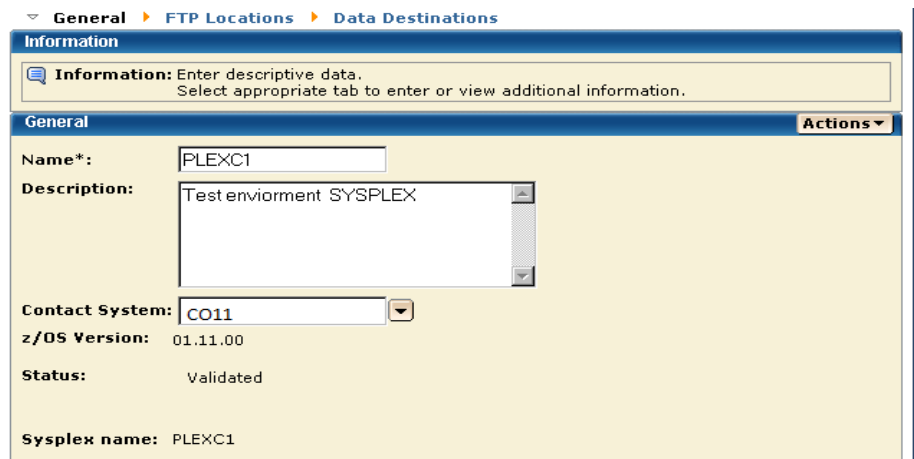 General FTP Locations Data Destinations
Information
Information: Enter descriptive data.
Select appropriate tab to enter or view additional information.
General Actions
Name*: PLEXC1
Description: Test enviorment SYSPLEX
Contact System: CO11
z/OS Version: 01.11.00
Status: Validated
Sysplex name: PLEXC1